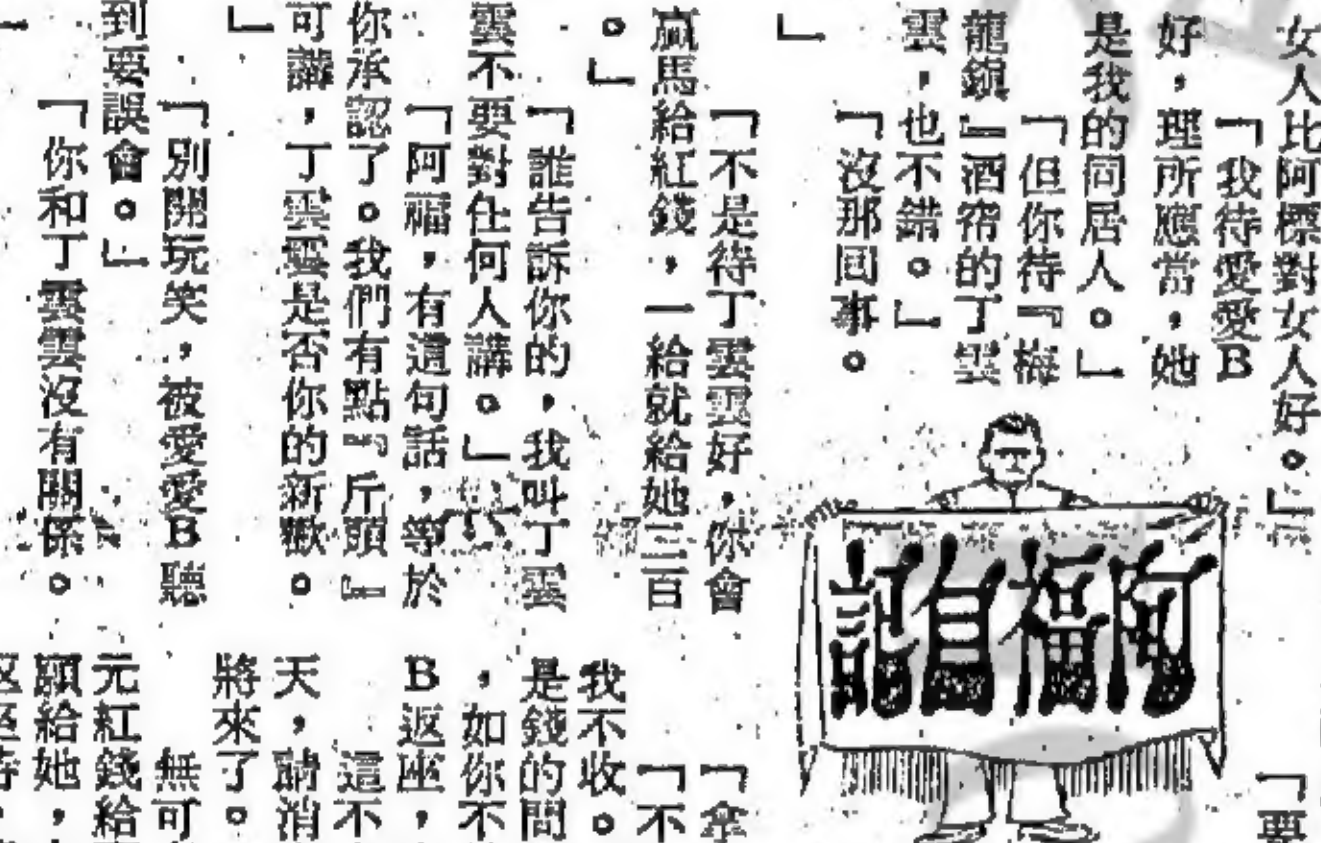 女人比阿標對女人好。」
「我待愛愛B
好，理所應當，她
是我的同居人。」
「但你待『梅
龍鎮』酒帘的丁雲
雲，也不錯。」
「沒那回事。
」
「不是待丁雲雲好，你會
贏馬給紅錢，一給就給她三百
。」
「誰告訴你的，我叫丁雲
雲不要對任何人講。」
「阿福，有這句話，等於
你承認了。我們有點『斤頭』
可講，丁雲雲是否你的新歡。
」
「別開玩笑，被愛愛B聽
到要誤會。」
「你和丁雲雲沒有關係。
」
阿福自記
「要
「拿
「不
我不收。
是錢的問
，如你不
B返座，
這不
天，請消
將來了。
無可
元紅錢給
願給她，